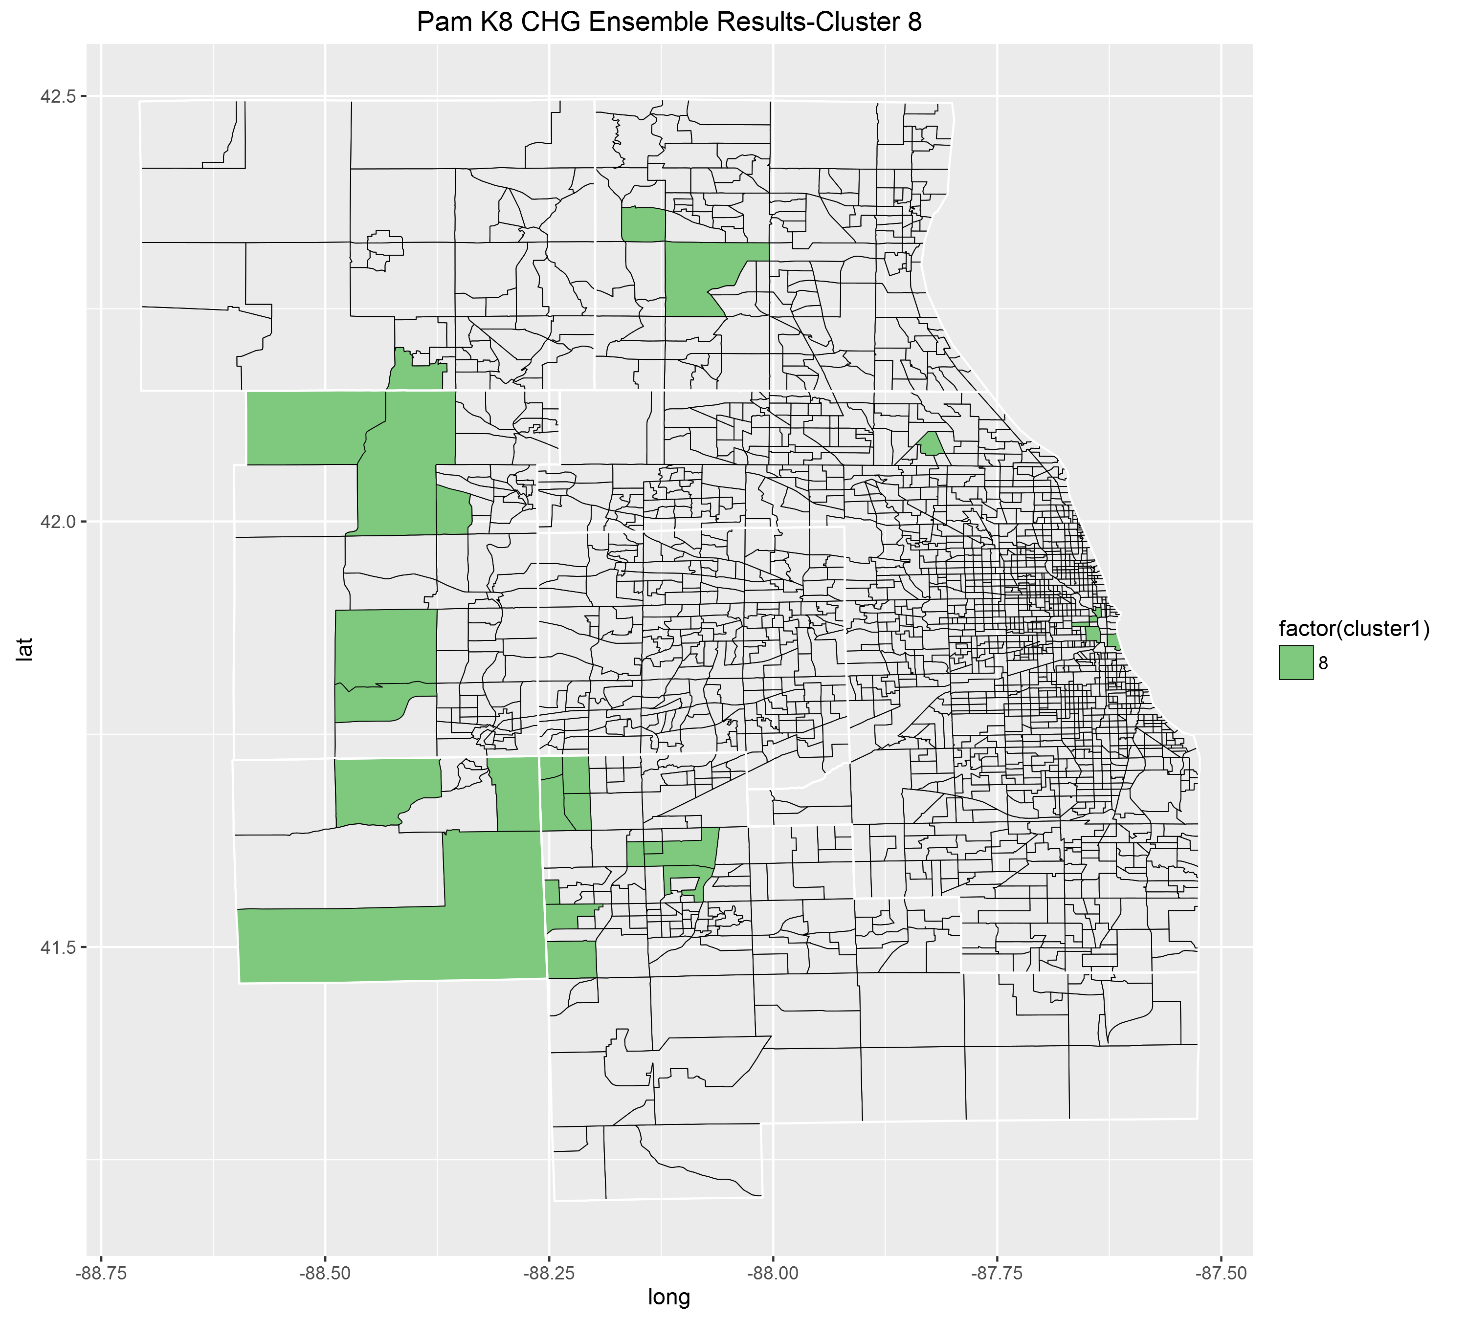 Pam K8 CHG Ensemble Results-Cluster 8
42.5
42.0
41.5
lat
-88.75
-88.50
-88.25
-88.00
-87.75
-87.50
long
factor(cluster1)
8